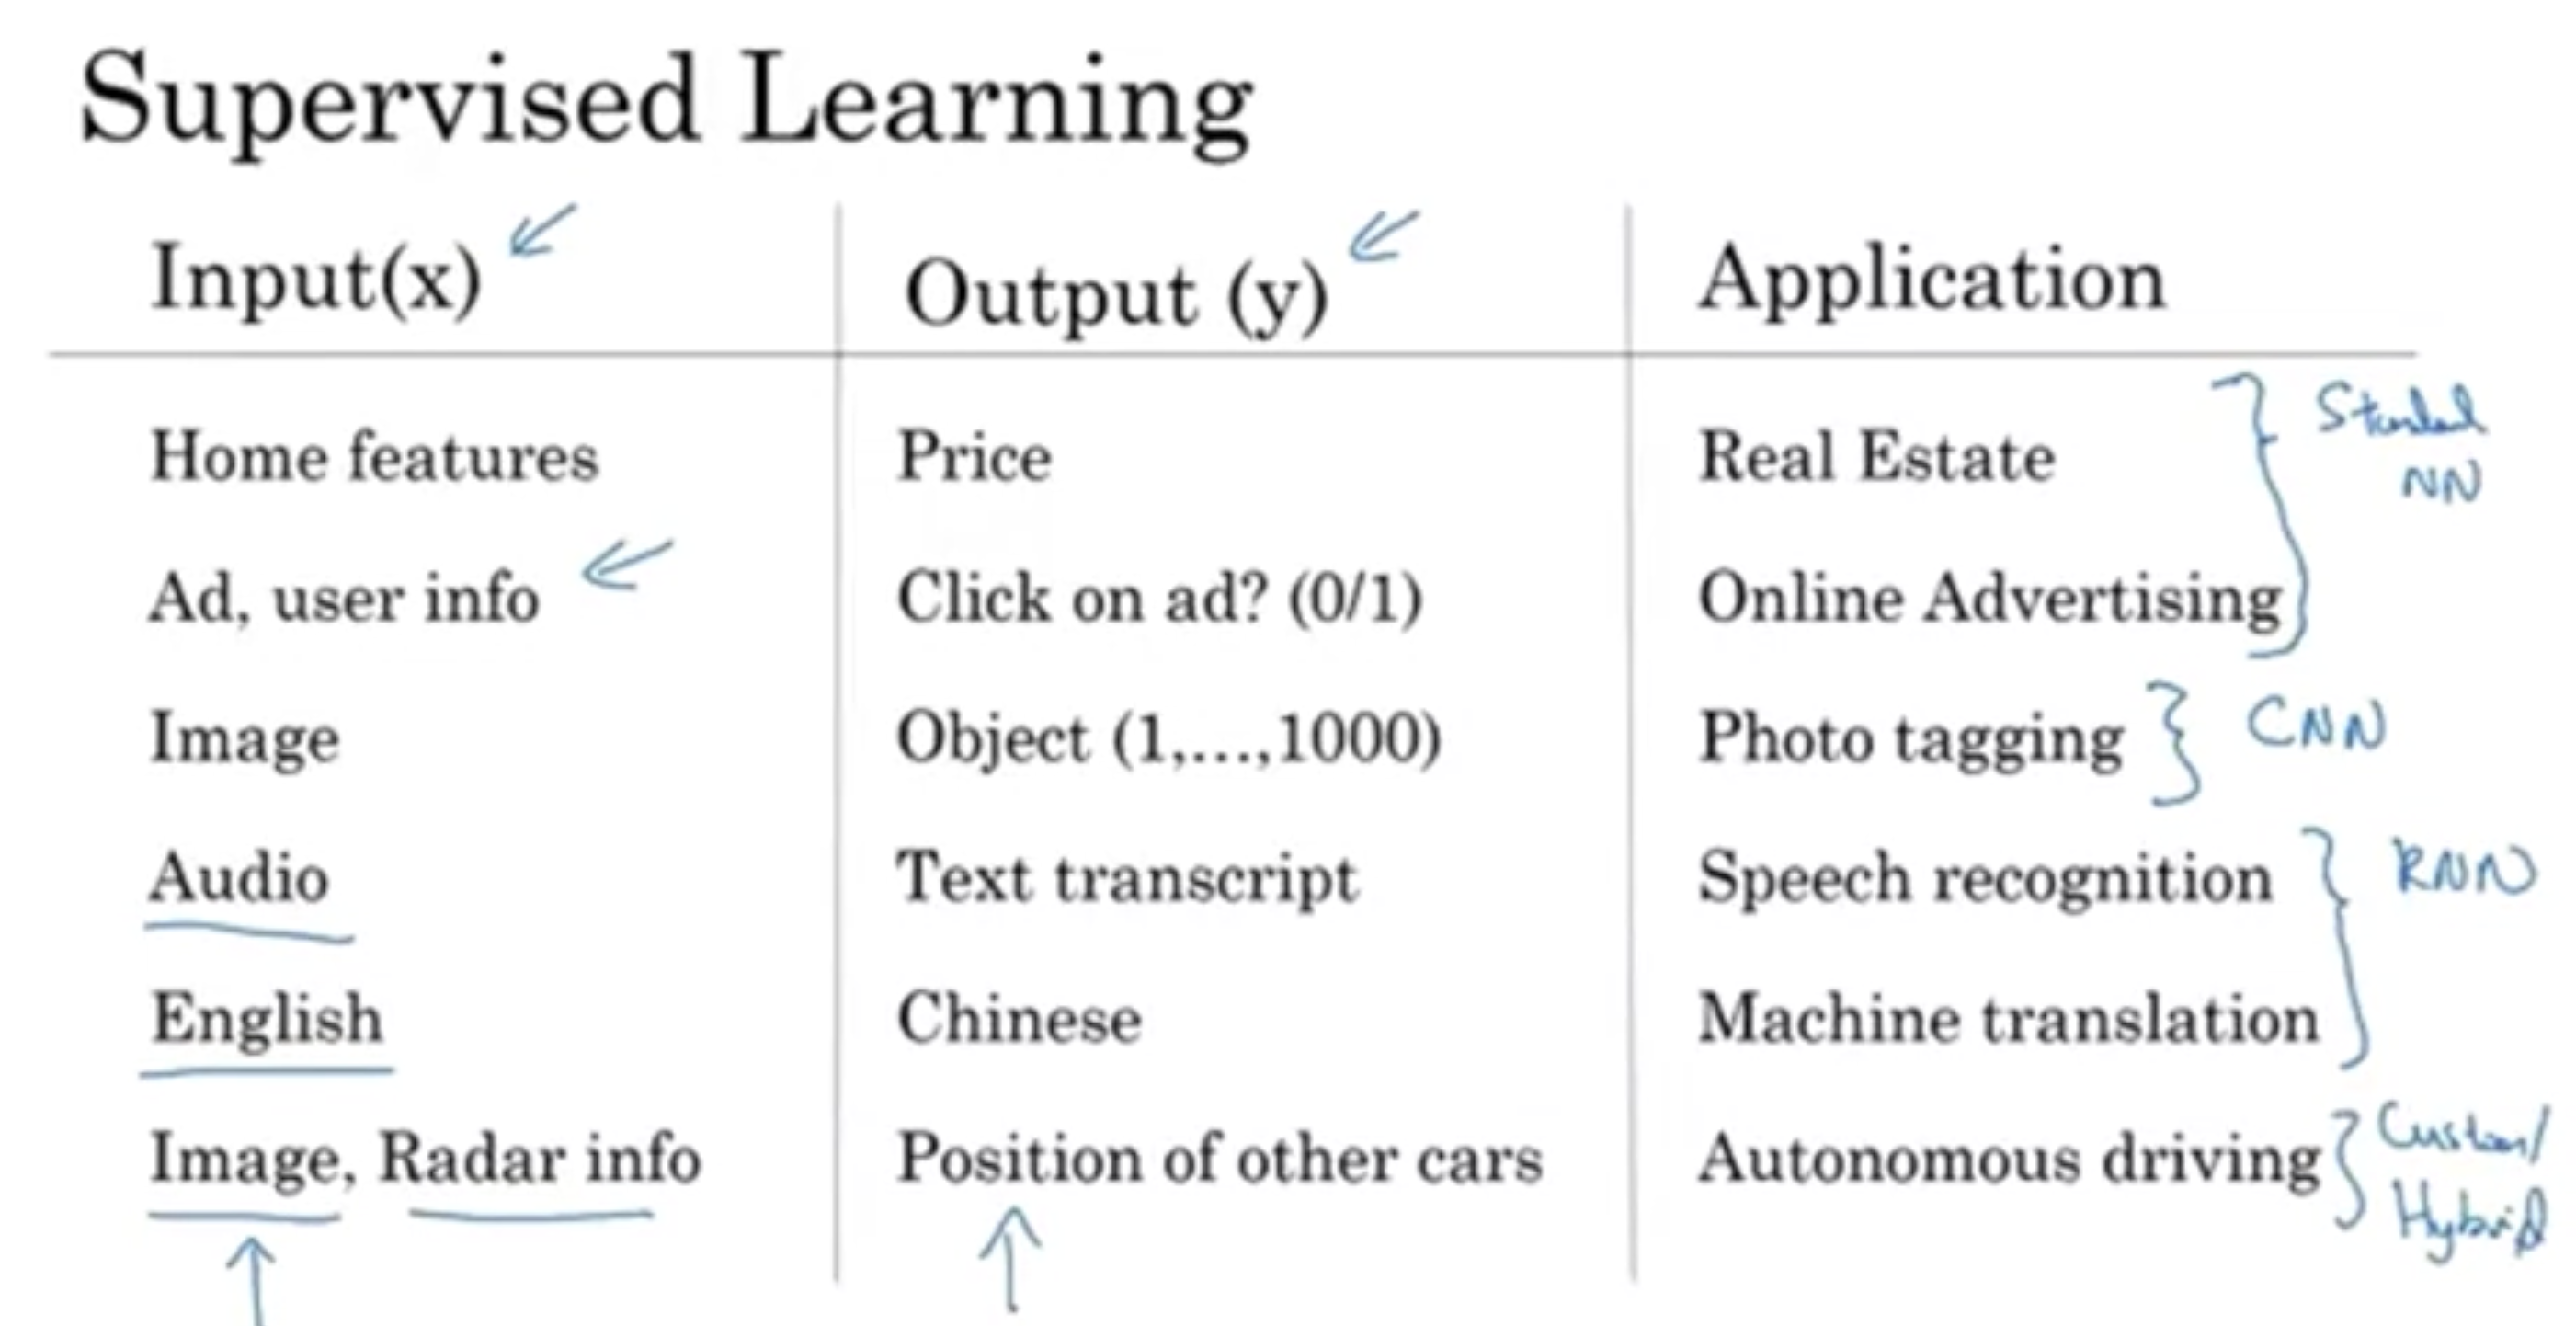 Supervised Learning
Input(x) Output (y) Application
Home features Price Real Estate Standard
NN
Ad, user info Click on ad? (0/1) Online Advertising
Image Object (1,...,1000) Photo tagging CNN
Audio Text transcript Speech recognition RNN
English Chinese Machine translation
Image, Radar info Position of other cars Autonomous driving Custom/
Hybrid